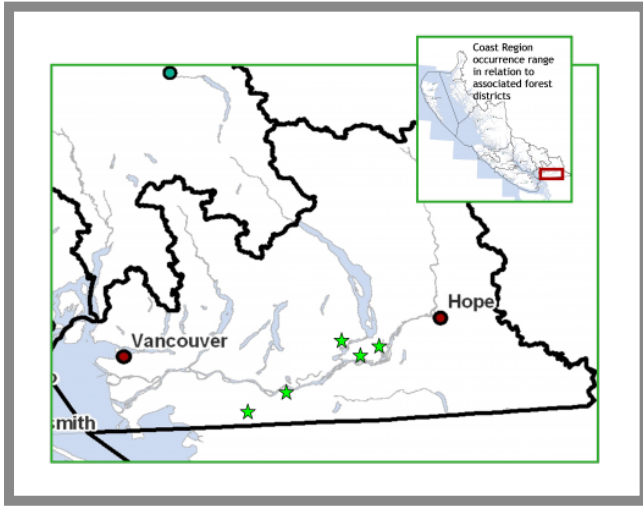 Coast Region
occurrence range
in relation to
associated forest
districts
Hope
Vancouver
smith